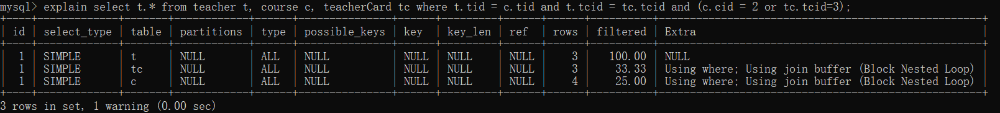 mysql> explain select t.* from teacher t, course c, teacherCard tc where t.tid = c.tid and t.tcid = tc.tcid and (c.cid = 2 or tc.tcid=3);
+----+-------------+-------+------------+------+---------------+------+---------+------+------+----------+----------------------------------------------------+
| id | select_type | table | partitions | type | possible_keys | key  | key_len | ref  | rows | filtered | Extra                                              |
+----+-------------+-------+------------+------+---------------+------+---------+------+------+----------+----------------------------------------------------+
|  1 | SIMPLE      | t     | NULL       | ALL  | NULL          | NULL | NULL    | NULL |    3 |   100.00 | NULL                                               |
|  1 | SIMPLE      | tc    | NULL       | ALL  | NULL          | NULL | NULL    | NULL |    3 |    33.33 | Using where; Using join buffer (Block Nested Loop) |
|  1 | SIMPLE      | c     | NULL       | ALL  | NULL          | NULL | NULL    | NULL |    4 |    25.00 | Using where; Using join buffer (Block Nested Loop) |
+----+-------------+-------+------------+------+---------------+------+---------+------+------+----------+----------------------------------------------------+
3 rows in set, 1 warning (0.00 sec)